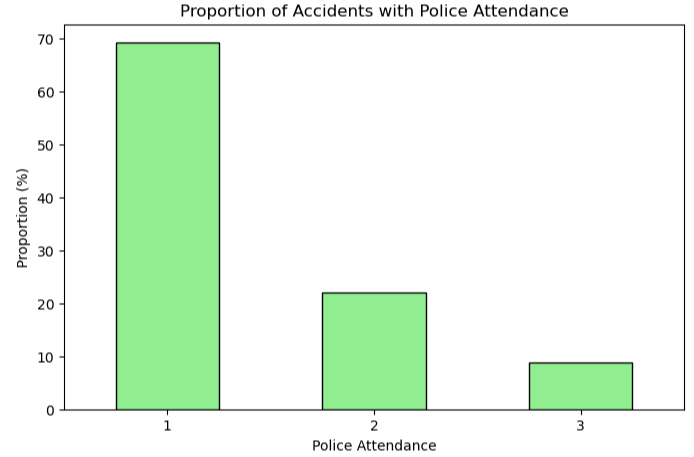 Proportion of Accidents with Police Attendance
Proportion (%)
70
60
50
40
30
20
10
0
1 2 3
Police Attendance